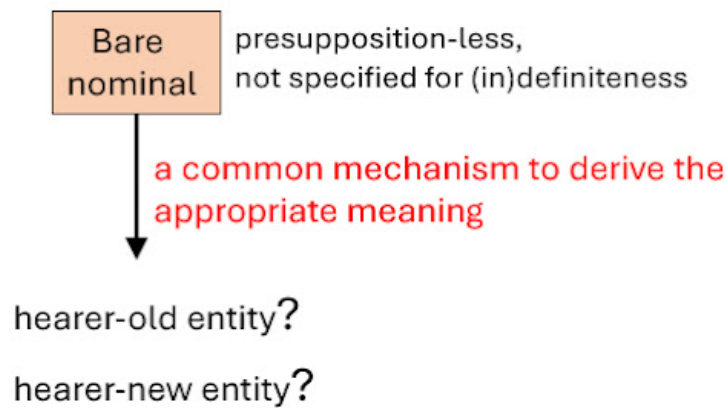 Bare
nominal
presupposition-less,
not specified for (in)definiteness
a common mechanism to derive the
appropriate meaning
hearer-old entity?
hearer-new entity?